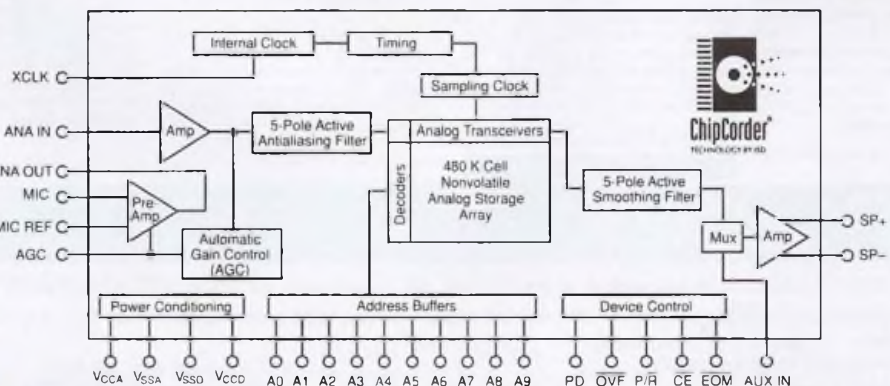 Internal Clock
Timing
XCLK
Sampling Clock
ChipCorder®
TECHNOLOGY BY ISD
ANA IN
Amp
5-Pole Active
Antialiasing Filter
Analog Transceivers
Decoders
480 K Cell
Nonvolatile
Analog Storage
Array
NA OUT
MIC
MIC REF
AGC
Pre-
Amp
Automatic
Gain Control
(AGC)
5-Pole Active
Smoothing Filter
Mux
Amp
SP+
SP−
Power Conditioning
Address Buffers
Device Control
VCCA VSSA VSSD VCCD A0 A1 A2 A3 A4 A5 A6 A7 A8 A9 PD OVF P/R CE EOM AUX IN